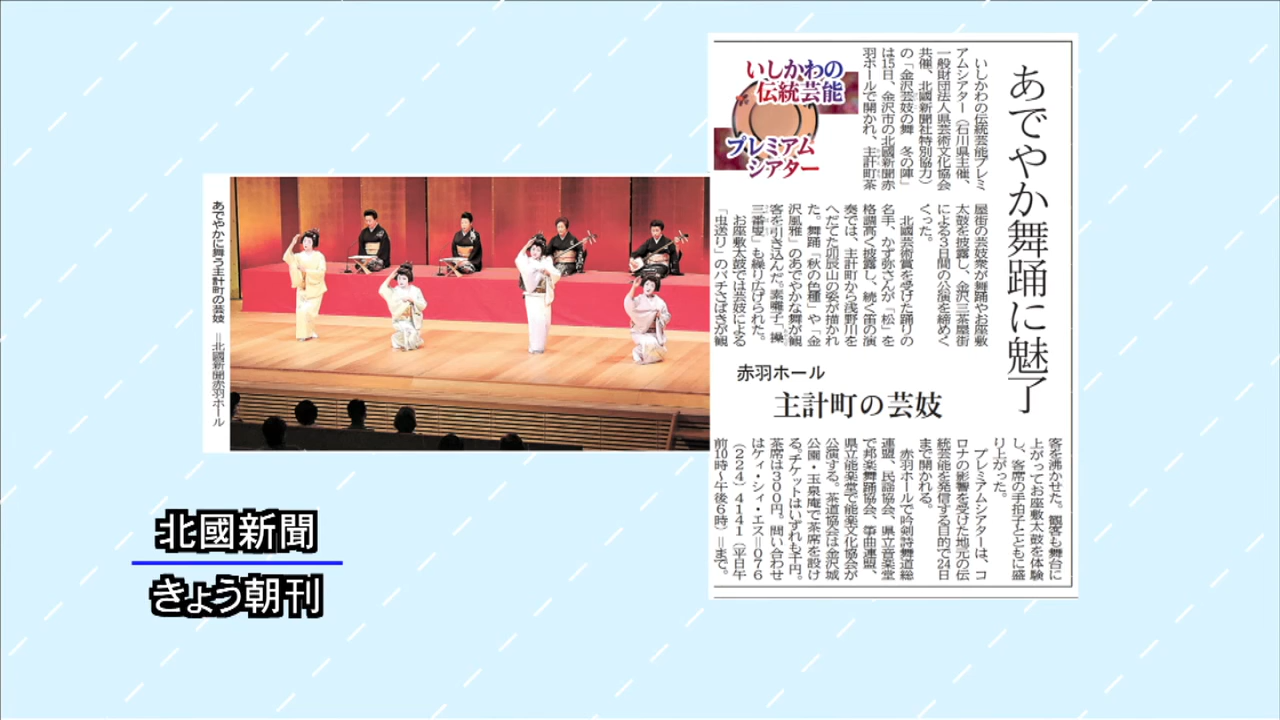 あでやか舞踊に魅了
いしかわの
伝統芸能
プレミアム
シアター
いしかわの伝統芸能プレミ
アムシアター（石川県主催、
一般財団法人県芸術文化協会
共催、北國新聞社特別協力）
の「金沢芸妓の舞 冬の陣」
は15日、金沢市の北國新聞赤
羽ホールで開かれ、主計町茶
屋街の芸妓衆が舞踊やお座敷
太鼓を披露し、金沢三茶屋街
による3日間の公演を締めく
くった。
北國芸術賞を受けた踊りの
名手、かず弥さんが「松」を
格調高く披露し、続く笛の演
奏では、主計町から浅野川を
へだてた卯辰山の姿が描かれ
た。舞踊「秋の色種」や「金
沢風雅」のあでやかな舞が観
客を引き込んだ。素囃子「操
三番叟」も繰り広げられた。
お座敷太鼓では芸妓による
「虫送り」のバチさばきが観
赤羽ホール
主計町の芸妓
客を沸かせた。観客も舞台に
上がってお座敷太鼓を体験
し、客席の手拍子とともに盛
り上がった。
プレミアムシアターは、コ
ロナの影響を受けた地元の伝
統芸能を発信する目的で24日
まで開かれる。
赤羽ホールで吟剣詩舞道総
連盟、民謡協会、県立音楽堂
で邦楽舞踊協会、箏曲連盟、
県立能楽堂で能楽文化協会が
公演する。茶道協会は金沢城
公園・玉泉庵で茶席を設け
る。チケットはいずれも千円。
茶席は300円。問い合わせ
はケィ・シィ・エス＝076
（224）4141（平日午
前10時～午後6時）＝まで。
あでやかに舞う主計町の芸妓 ＝北國新聞赤羽ホール
北國新聞
きょう朝刊